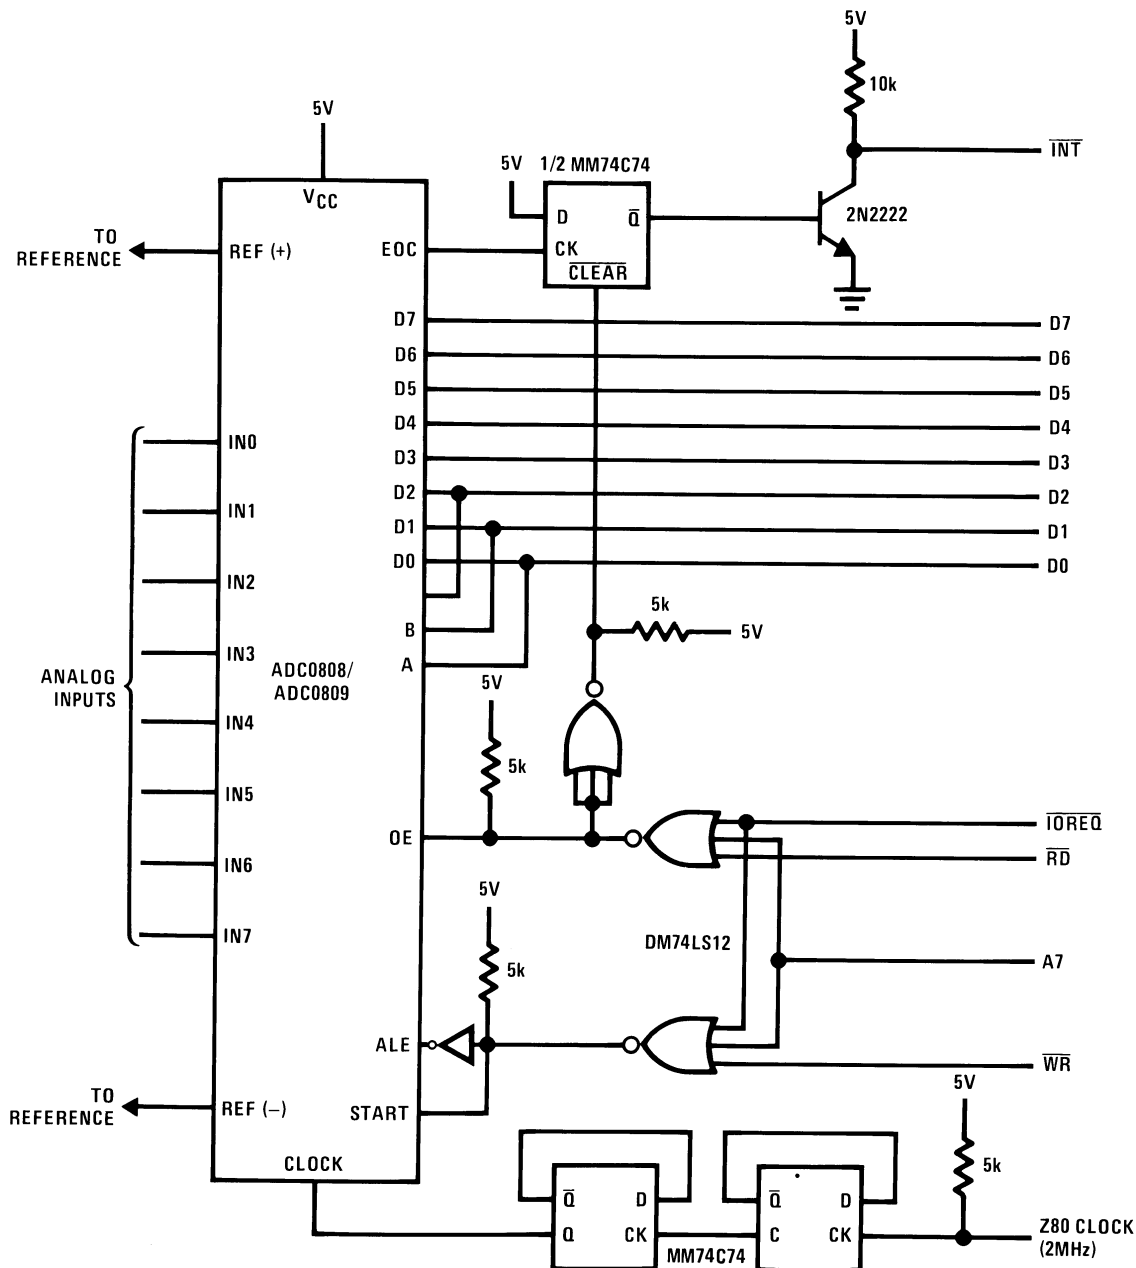 5V
10k
5V
5V
1/2 MM74C74
INT
VCC
D
Q̅
2N2222
TO
REFERENCE
REF (+)
EOC
CK
CLEAR
D7
D7
D6
D6
D5
D5
D4
D4
IN0
D3
D3
D2
D2
IN1
D1
D1
D0
D0
IN2
5k
B
5V
IN3
A
ANALOG
INPUTS
ADC0808/
ADC0809
5V
IN4
5k
IN5
OE
IOREQ
RD
IN6
5V
IN7
DM74LS12
A7
5k
ALE
WR
TO
REFERENCE
REF (–)
START
5V
CLOCK
5k
Q̅
D
Q̅
D
Q
CK
MM74C74
C
CK
Z80 CLOCK
(2MHz)